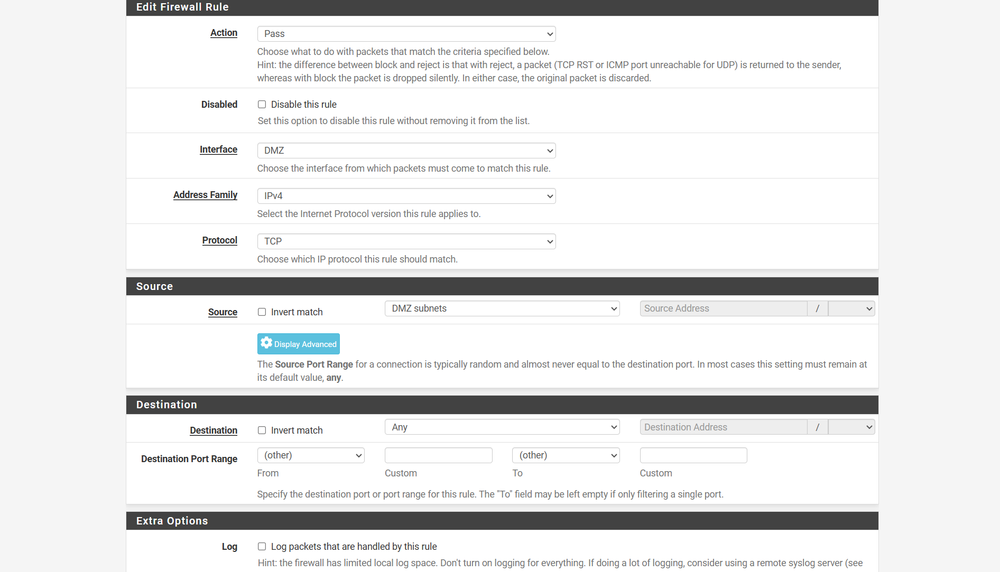 Edit Firewall Rule
Action
Pass
Choose what to do with packets that match the criteria specified below.
Hint: the difference between block and reject is that with reject, a packet (TCP RST or ICMP port unreachable for UDP) is returned to the sender,
whereas with block the packet is dropped silently. In either case, the original packet is discarded.
Disabled
Disable this rule
Set this option to disable this rule without removing it from the list.
Interface
DMZ
Choose the interface from which packets must come to match this rule.
Address Family
IPv4
Select the Internet Protocol version this rule applies to.
Protocol
TCP
Choose which IP protocol this rule should match.
Source
Source
Invert match
DMZ subnets
Source Address
/
Display Advanced
The Source Port Range for a connection is typically random and almost never equal to the destination port. In most cases this setting must remain at
its default value, any.
Destination
Destination
Invert match
Any
Destination Address
/
Destination Port Range
(other)
(other)
From
Custom
To
Custom
Specify the destination port or port range for this rule. The "To" field may be left empty if only filtering a single port.
Extra Options
Log
Log packets that are handled by this rule
Hint: the firewall has limited local log space. Don't turn on logging for everything. If doing a lot of logging, consider using a remote syslog server (see